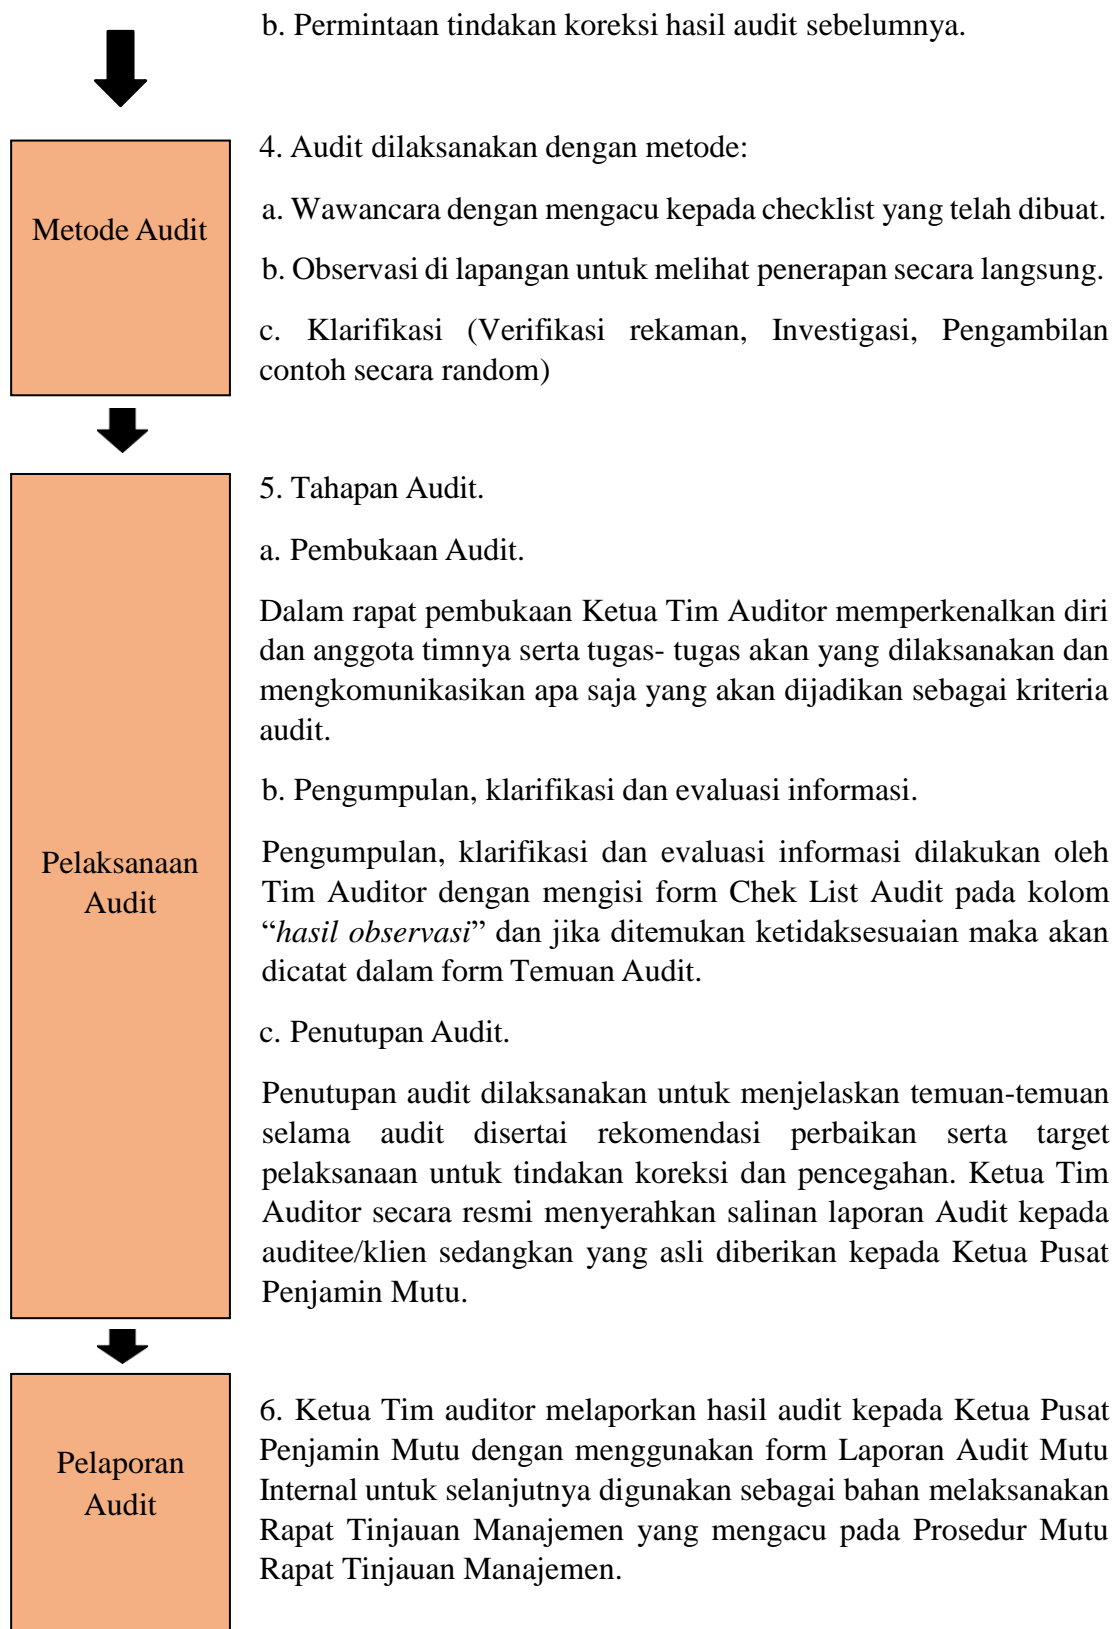 b. Permintaan tindakan koreksi hasil audit sebelumnya.
Metode Audit
4. Audit dilaksanakan dengan metode:
a. Wawancara dengan mengacu kepada checklist yang telah dibuat.
b. Observasi di lapangan untuk melihat penerapan secara langsung.
c. Klarifikasi (Verifikasi rekaman, Investigasi, Pengambilan
contoh secara random)
Pelaksanaan
Audit
5. Tahapan Audit.
a. Pembukaan Audit.
Dalam rapat pembukaan Ketua Tim Auditor memperkenalkan diri
dan anggota timnya serta tugas- tugas akan yang dilaksanakan dan
mengkomunikasikan apa saja yang akan dijadikan sebagai kriteria
audit.
b. Pengumpulan, klarifikasi dan evaluasi informasi.
Pengumpulan, klarifikasi dan evaluasi informasi dilakukan oleh
Tim Auditor dengan mengisi form Chek List Audit pada kolom
“hasil observasi” dan jika ditemukan ketidaksesuaian maka akan
dicatat dalam form Temuan Audit.
c. Penutupan Audit.
Penutupan audit dilaksanakan untuk menjelaskan temuan-temuan
selama audit disertai rekomendasi perbaikan serta target
pelaksanaan untuk tindakan koreksi dan pencegahan. Ketua Tim
Auditor secara resmi menyerahkan salinan laporan Audit kepada
auditee/klien sedangkan yang asli diberikan kepada Ketua Pusat
Penjamin Mutu.
Pelaporan
Audit
6. Ketua Tim auditor melaporkan hasil audit kepada Ketua Pusat
Penjamin Mutu dengan menggunakan form Laporan Audit Mutu
Internal untuk selanjutnya digunakan sebagai bahan melaksanakan
Rapat Tinjauan Manajemen yang mengacu pada Prosedur Mutu
Rapat Tinjauan Manajemen.